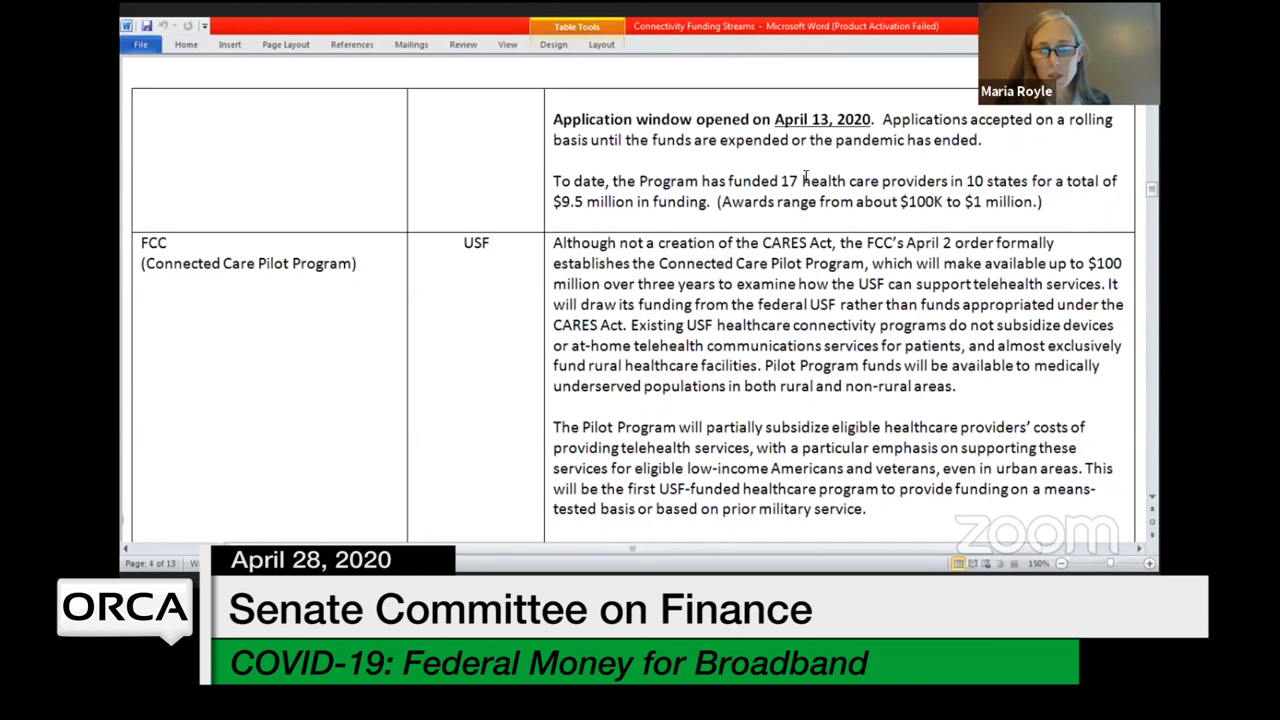 Table Tools
Connectivity Funding Streams - Microsoft Word (Product Activation Failed)
File Home Insert Page Layout References Mailings Review View Design Layout
Maria Royle
Application window opened on April 13, 2020. Applications accepted on a rolling
basis until the funds are expended or the pandemic has ended.
To date, the Program has funded 17 health care providers in 10 states for a total of
$9.5 million in funding. (Awards range from about $100K to $1 million.)
FCC
(Connected Care Pilot Program)
USF
Although not a creation of the CARES Act, the FCC's April 2 order formally
establishes the Connected Care Pilot Program, which will make available up to $100
million over three years to examine how the USF can support telehealth services. It
will draw its funding from the federal USF rather than funds appropriated under the
CARES Act. Existing USF healthcare connectivity programs do not subsidize devices
or at-home telehealth communications services for patients, and almost exclusively
fund rural healthcare facilities. Pilot Program funds will be available to medically
underserved populations in both rural and non-rural areas.
The Pilot Program will partially subsidize eligible healthcare providers' costs of
providing telehealth services, with a particular emphasis on supporting these
services for eligible low-income Americans and veterans, even in urban areas. This
will be the first USF-funded healthcare program to provide funding on a means-
tested basis or based on prior military service.
zoom
Page: 4 of 13
150%
April 28, 2020
ORCA
Senate Committee on Finance
COVID-19: Federal Money for Broadband